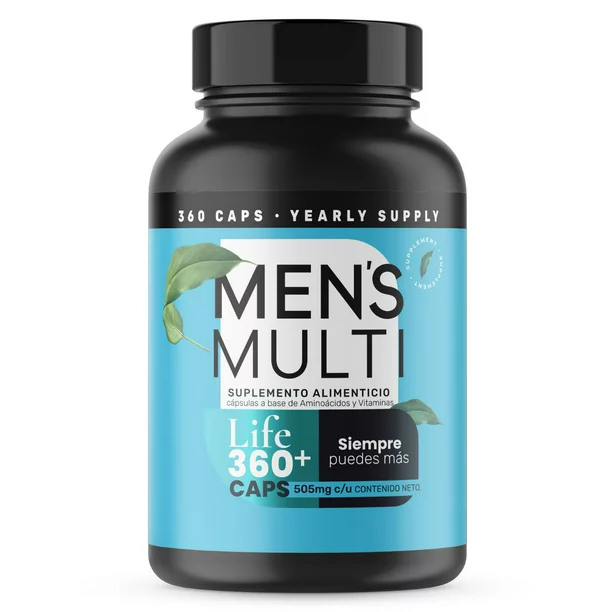 360 CAPS · YEARLY SUPPLY
SUPPLEMENT · SUPPLEMENT ·
MEN'S
MULTI
SUPLEMENTO ALIMENTICIO
cápsulas a base de Aminoácidos y Vitaminas
Life
360+
CAPS
Siempre
puedes más
505mg c/u CONTENIDO NETO